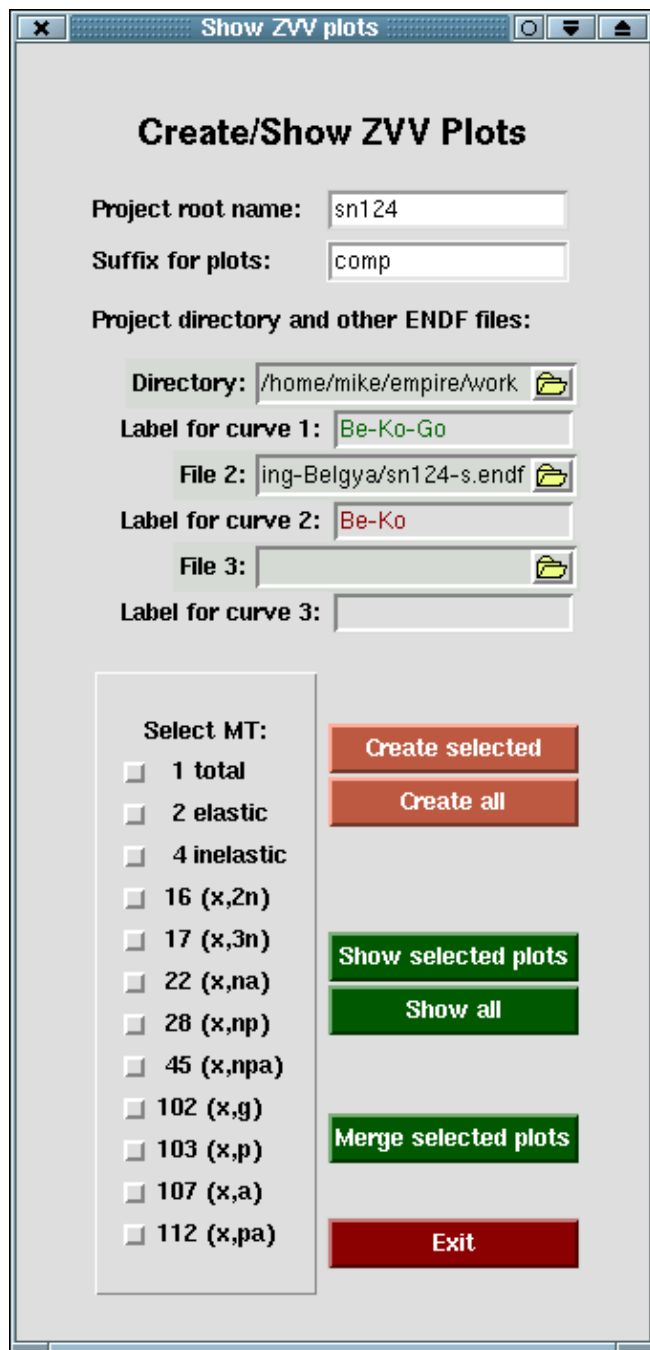 Show ZVV plots
Create/Show ZVV Plots
Project root name: sn124
Suffix for plots: comp
Project directory and other ENDF files:
Directory: /home/mike/empire/work
Label for curve 1: Be-Ko-Go
File 2: ing-Belgya/sn124-s.endf
Label for curve 2: Be-Ko
File 3:
Label for curve 3:
Select MT:
1 total
2 elastic
4 inelastic
16 (x,2n)
17 (x,3n)
22 (x,na)
28 (x,np)
45 (x,npa)
102 (x,g)
103 (x,p)
107 (x,a)
112 (x,pa)
Create selected
Create all
Show selected plots
Show all
Merge selected plots
Exit